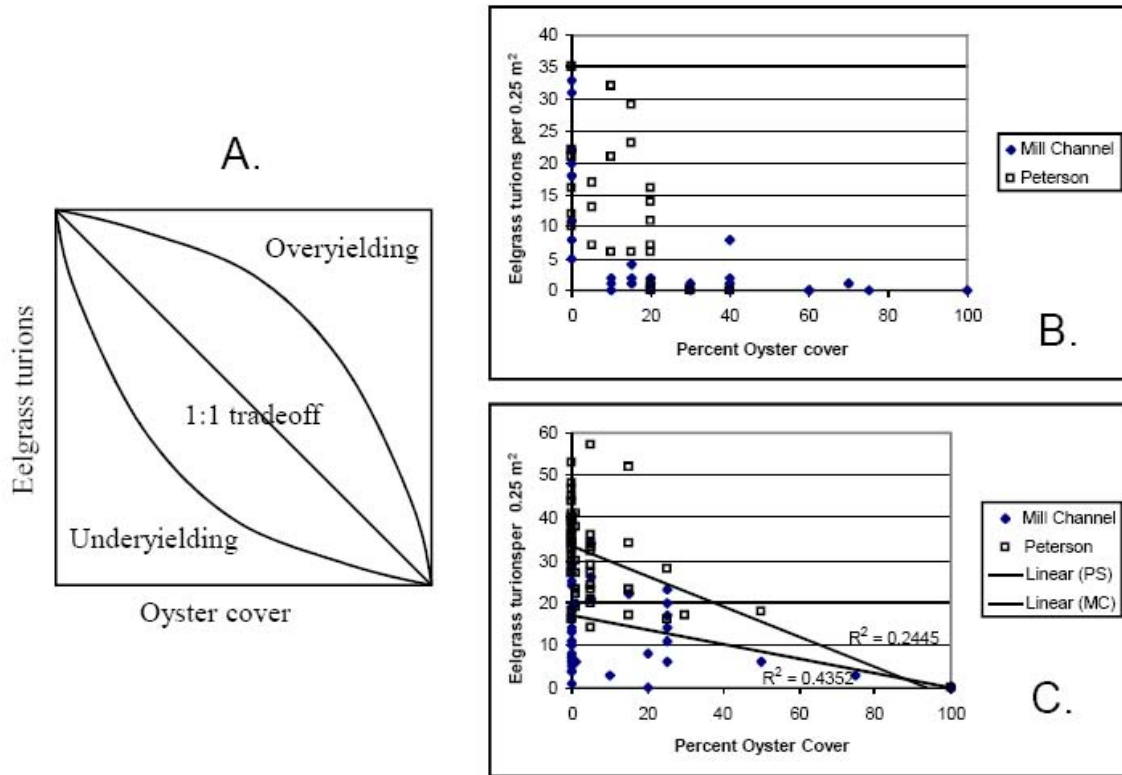 A.
Overyielding
1:1 tradeoff
Underyielding
Eelgrass turions
Oyster cover
40
35
30
25
20
15
10
5
0
0 20 40 60 80 100
Eelgrass turions per 0.25 m²
Percent Oyster cover
Mill Channel
Peterson
B.
60
50
40
30
20
10
0
0 20 40 60 80 100
Eelgrass turionsper 0.25 m²
Percent Oyster Cover
R² = 0.2445
R² = 0.4352
Mill Channel
Peterson
Linear (PS)
Linear (MC)
C.